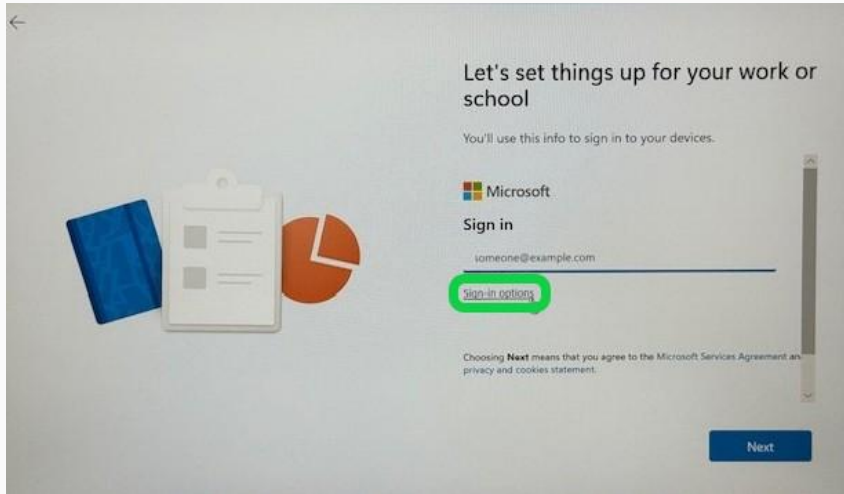 Let's set things up for your work or
school
You'll use this info to sign in to your devices.
Microsoft
Sign in
someone@example.com
Sign-in options
Choosing Next means that you agree to the Microsoft Services Agreement an
privacy and cookies statement.
Next